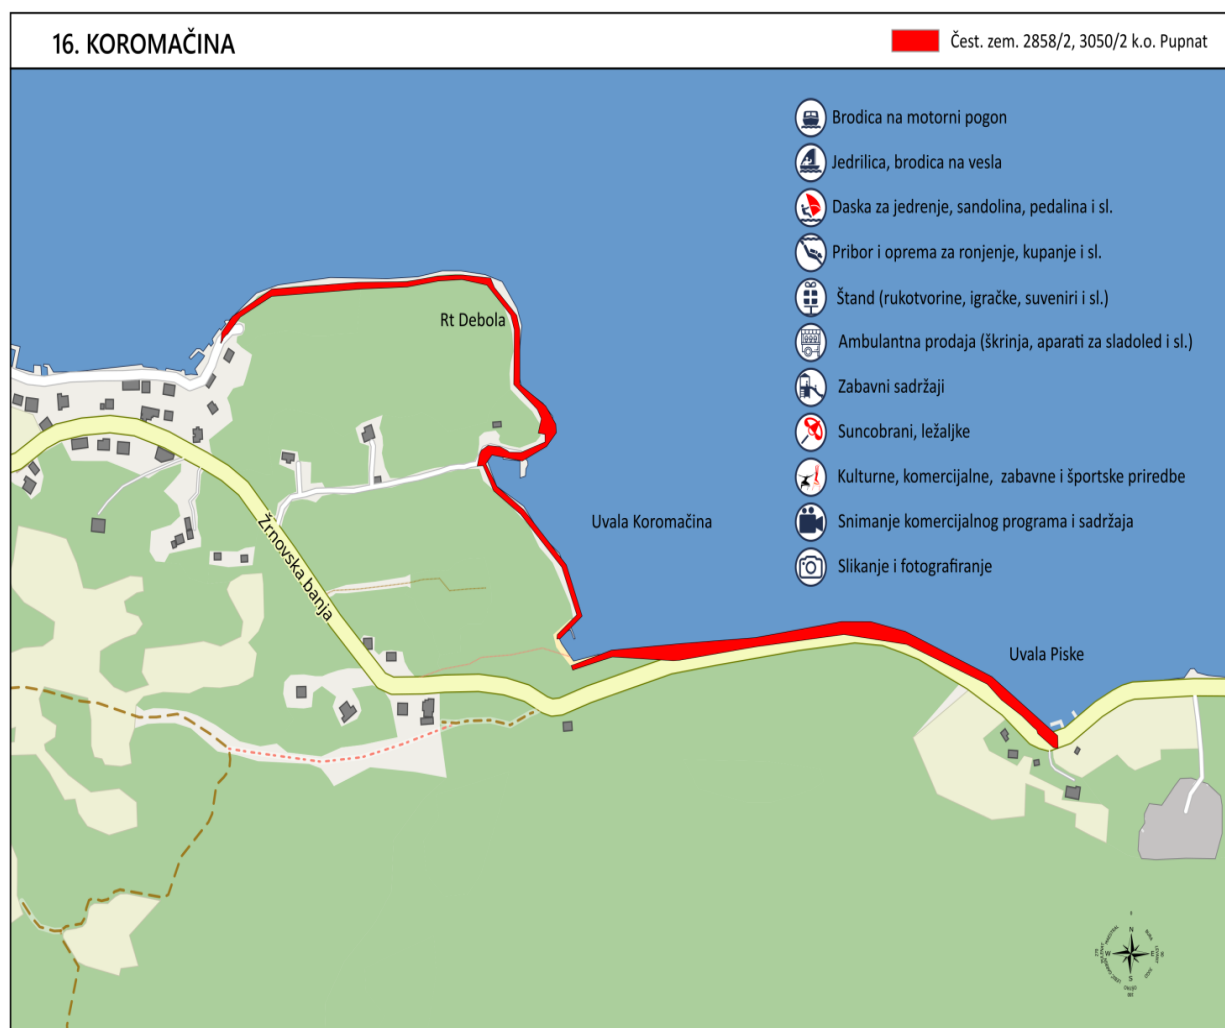 16. KOROMAČINA
Čest. zem. 2858/2, 3050/2 k.o. Pupnat
Brodica na motorni pogon
Jedrilica, brodica na vesla
Daska za jedrenje, sandolina, pedalina i sl.
Pribor i oprema za ronjenje, kupanje i sl.
Štand (rukotvorine, igračke, suveniri i sl.)
Ambulantna prodaja (škrinja, aparati za sladoled i sl.)
Zabavni sadržaji
Suncobrani, ležaljke
Kulturne, komercijalne, zabavne i športske priredbe
Snimanje komercijalnog programa i sadržaja
Slikanje i fotografiranje
Rt Debola
Uvala Koromačina
Žrnovska banja
Uvala Piske
N
W
E
S